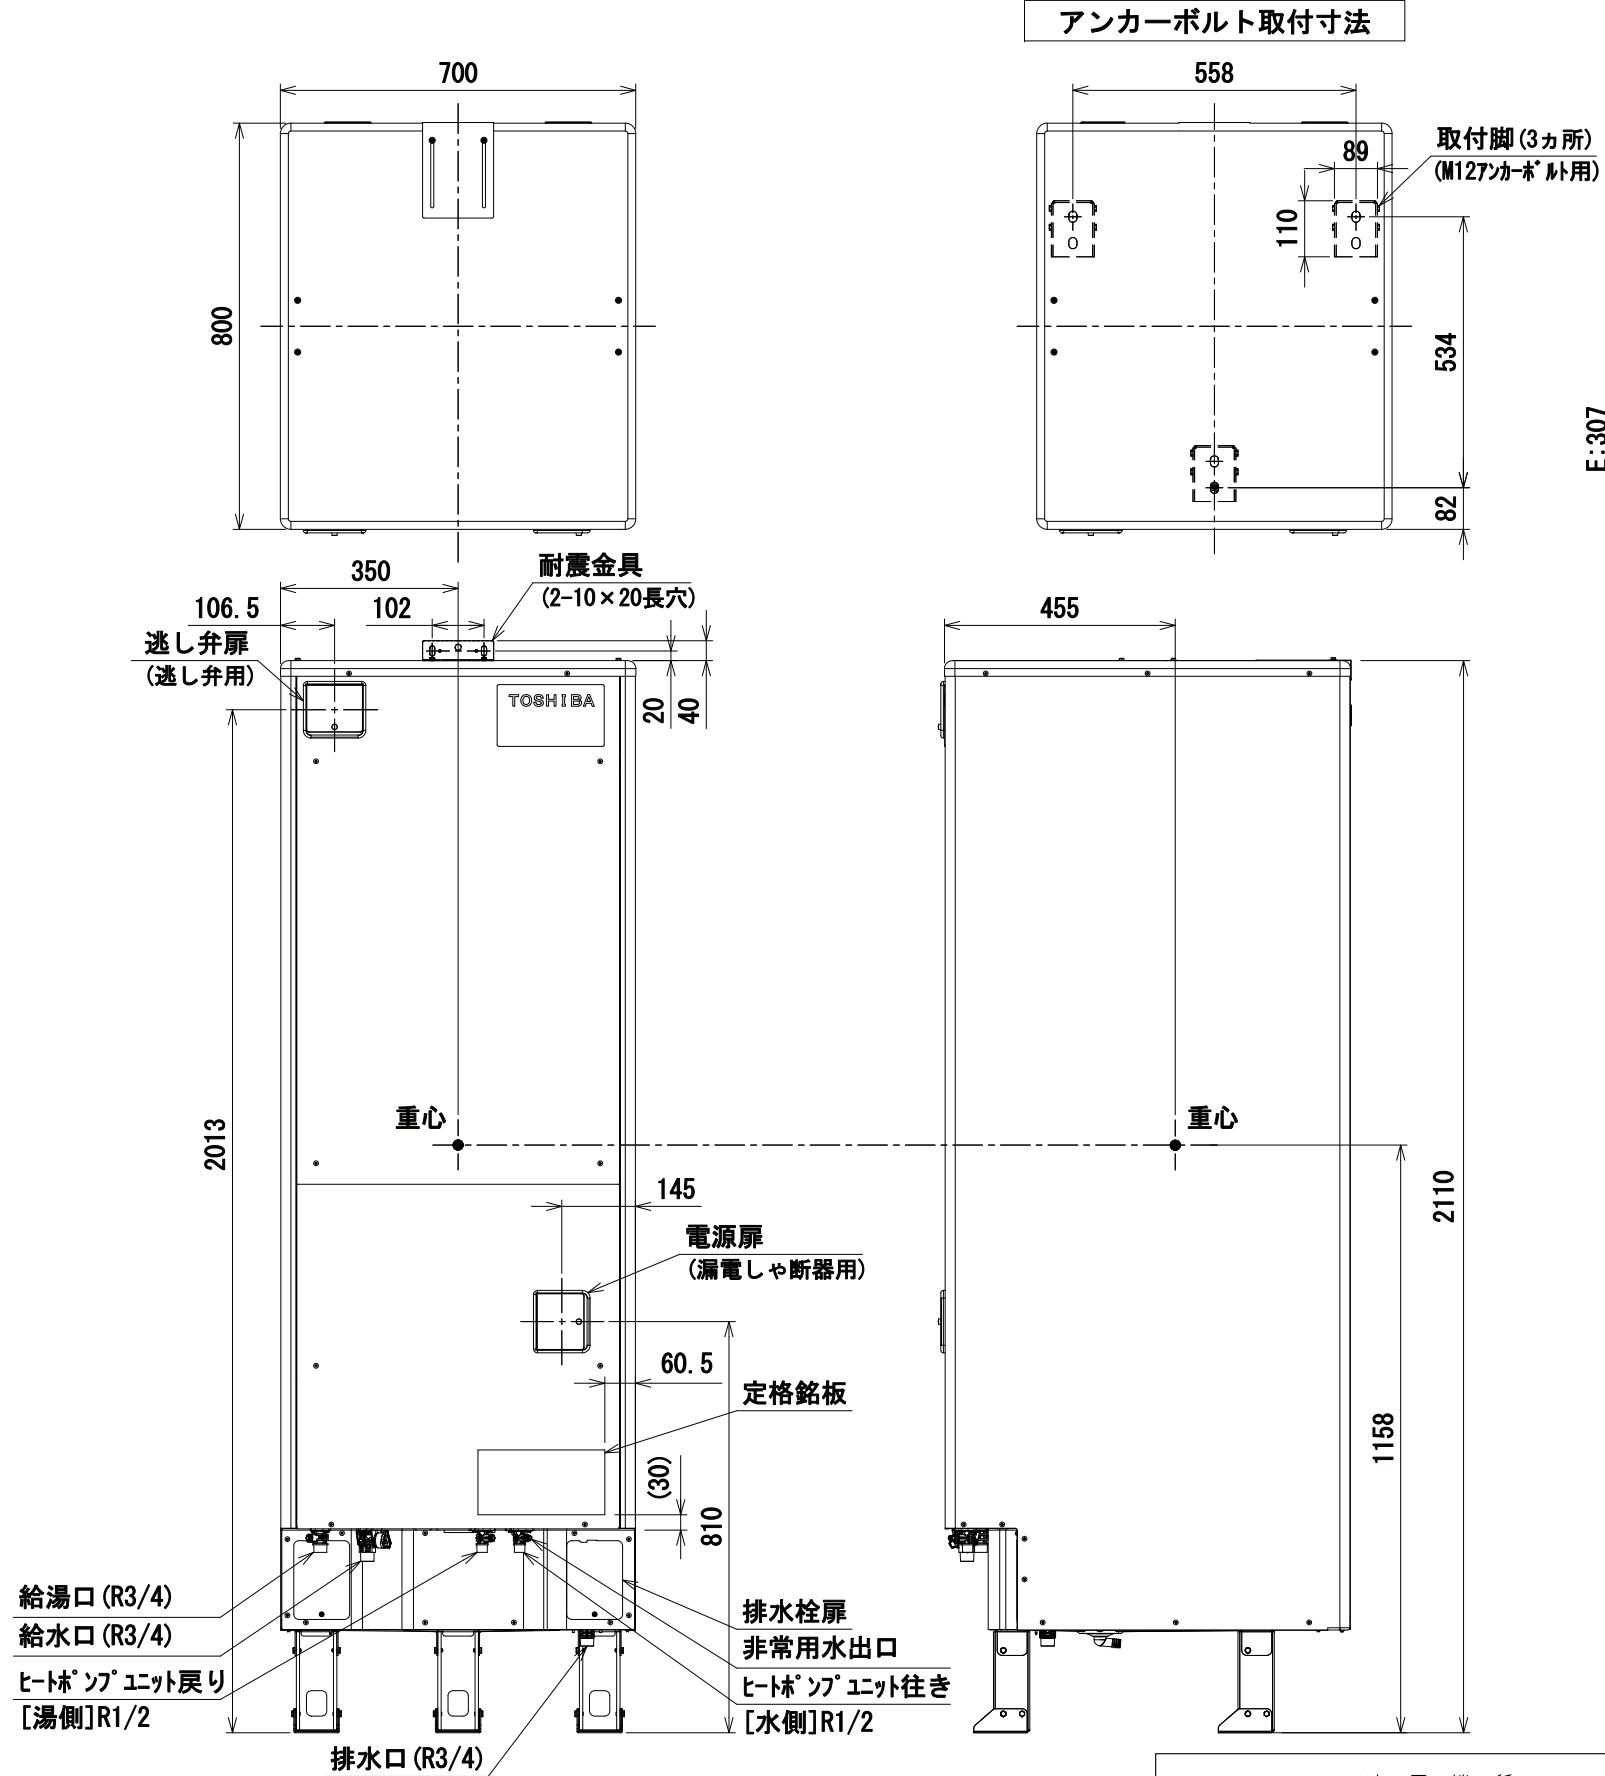 アンカーボルト取付寸法
700
558
取付脚(3ヵ所)
(M12アンカーボルト用)
89
110
800
534
82
E:307
350
耐震金具
(2-10×20長穴)
106.5
102
455
逃し弁扉
(逃し弁用)
TOSHIBA
20
40
重心
重心
2013
2110
145
電源扉
(漏電しゃ断器用)
60.5
定格銘板
(30)
810
1158
給湯口(R3/4)
給水口(R3/4)
ヒートポンプユニット戻り
[湯側]R1/2
排水栓扉
非常用水出口
ヒートポンプユニット往き
[水側]R1/2
排水口(R3/4)